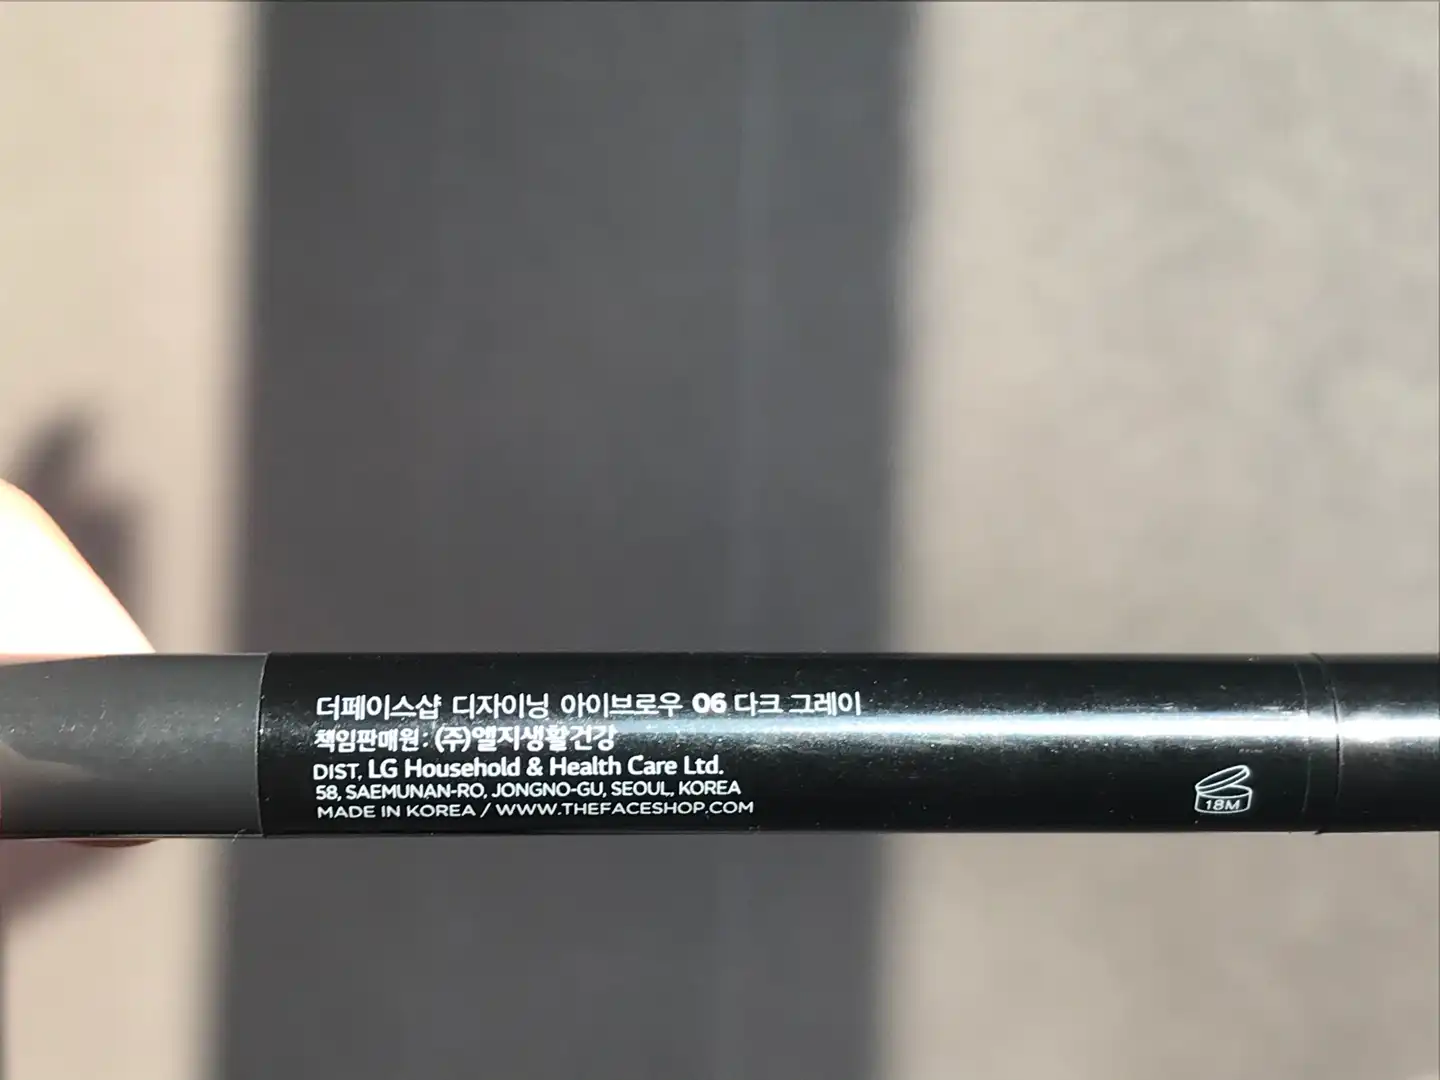 더페이스샵 디자이닝 아이브로우 06 다크 그레이
책임판매원: (주)엘지생활건강
DIST, LG Household & Health Care Ltd.
58, SAEMUNAN-RO, JONGNO-GU, SEOUL, KOREA
MADE IN KOREA / WWW.THEFACESHOP.COM
18M